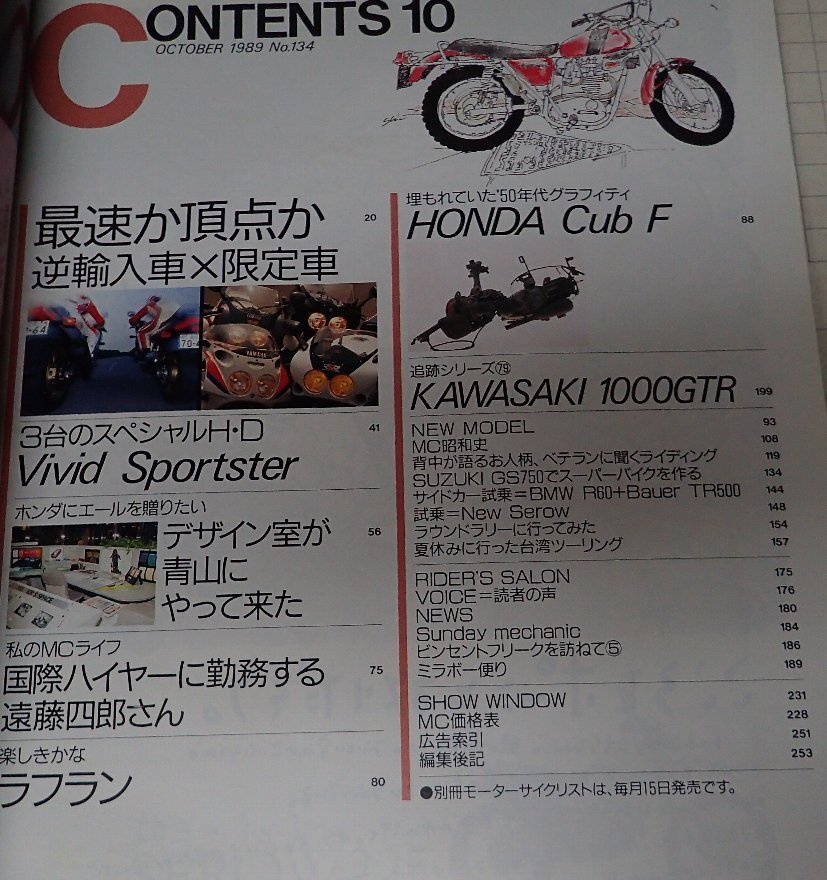 CONTENTS 10
OCTOBER 1989 No.134
最速か頂点か 20
逆輸入車×限定車
3台のスペシャルH・D 41
Vivid Sportster
ホンダにエールを贈りたい
デザイン室が 56
青山に
やって来た
私のMCライフ
国際ハイヤーに勤務する 75
遠藤四郎さん
楽しきかな
ラフラン 80
埋もれていた'50年代グラフィティ
HONDA Cub F 88
追跡シリーズ㊆9
KAWASAKI 1000GTR 199
NEW MODEL 93
MC昭和史 108
背中が語るお人柄、ベテランに聞くライディング 119
SUZUKI GS750でスーパーバイクを作る 134
サイドカー試乗=BMW R60+Bauer TR500 144
試乗=New Serow 148
ラウンドラリーに行ってみた 154
夏休みに行った台湾ツーリング 157
RIDER'S SALON 175
VOICE=読者の声 176
NEWS 180
Sunday mechanic 184
ビンセントフリークを訪ねて⑤ 186
ミラボー便り 189
SHOW WINDOW 231
MC価格表 228
広告索引 251
編集後記 253
●別冊モーターサイクリストは、毎月15日発売です。